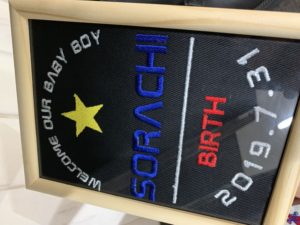 WELCOME OUR BABY BOY
SORACHI
BIRTH
2019.7.31